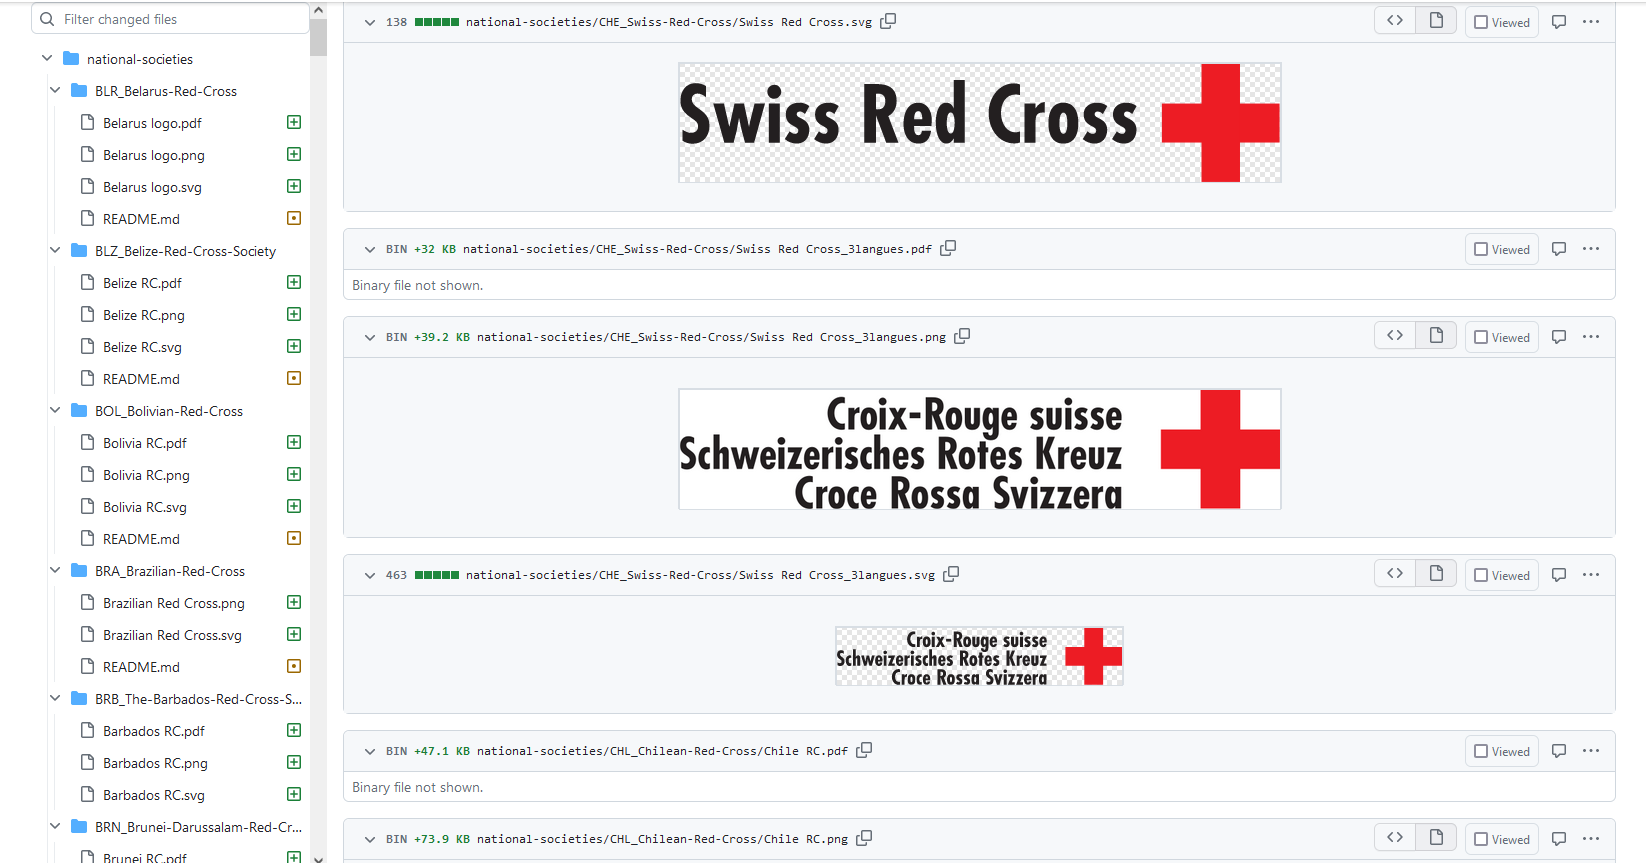 Filter changed files
national-societies
BLR_Belarus-Red-Cross
Belarus logo.pdf
Belarus logo.png
Belarus logo.svg
README.md
BLZ_Belize-Red-Cross-Society
Belize RC.pdf
Belize RC.png
Belize RC.svg
README.md
BOL_Bolivian-Red-Cross
Bolivia RC.pdf
Bolivia RC.png
Bolivia RC.svg
README.md
BRA_Brazilian-Red-Cross
Brazilian Red Cross.png
Brazilian Red Cross.svg
README.md
BRB_The-Barbados-Red-Cross-S...
Barbados RC.pdf
Barbados RC.png
Barbados RC.svg
BRN_Brunei-Darussalam-Red-Cr...
Brunei RC.pdf
138 national-societies/CHE_Swiss-Red-Cross/Swiss Red Cross.svg Viewed
Swiss Red Cross
BIN +32 KB national-societies/CHE_Swiss-Red-Cross/Swiss Red Cross_3langues.pdf Viewed
Binary file not shown.
BIN +39.2 KB national-societies/CHE_Swiss-Red-Cross/Swiss Red Cross_3langues.png Viewed
Croix-Rouge suisse
Schweizerisches Rotes Kreuz
Croce Rossa Svizzera
463 national-societies/CHE_Swiss-Red-Cross/Swiss Red Cross_3langues.svg Viewed
Croix-Rouge suisse
Schweizerisches Rotes Kreuz
Croce Rossa Svizzera
BIN +47.1 KB national-societies/CHL_Chilean-Red-Cross/Chile RC.pdf Viewed
Binary file not shown.
BIN +73.9 KB national-societies/CHL_Chilean-Red-Cross/Chile RC.png Viewed